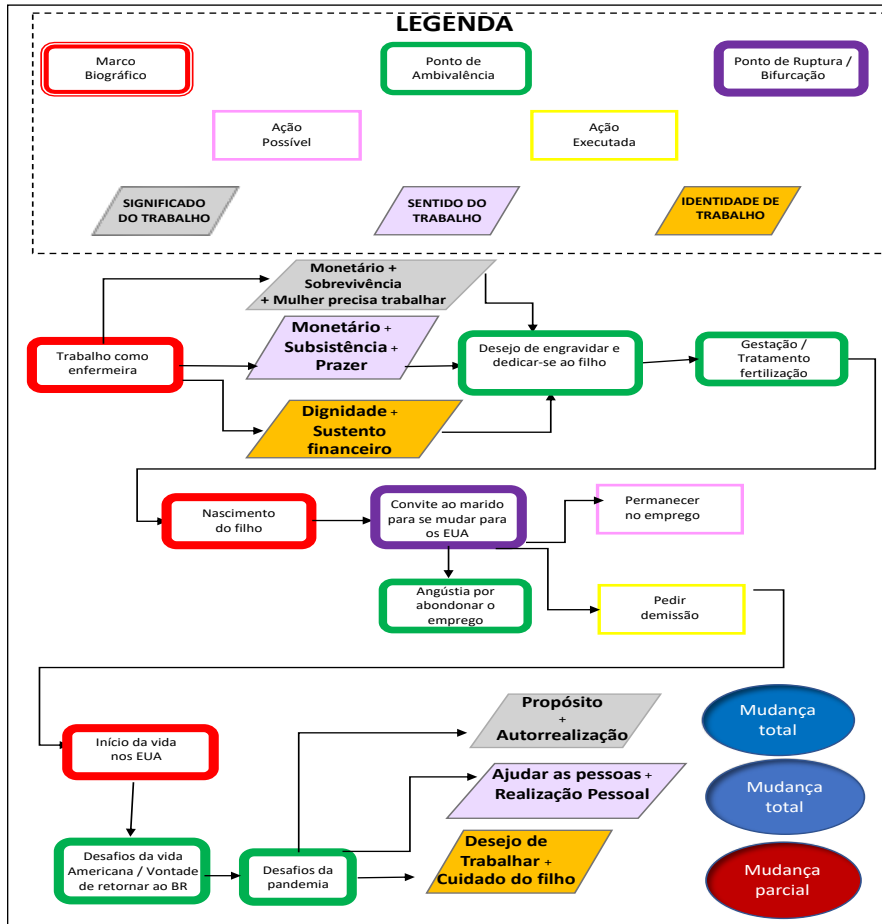 LEGENDA
Marco
Biográfico
Ponto de
Ambivalência
Ponto de Ruptura /
Bifurcação
Ação
Possível
Ação
Executada
SIGNIFICADO
DO TRABALHO
SENTIDO DO
TRABALHO
IDENTIDADE DE
TRABALHO
Monetário +
Sobrevivência
+ Mulher precisa trabalhar
Trabalho como
enfermeira
Monetário +
Subsistência +
Prazer
Desejo de engravidar e
dedicar-se ao filho
Gestação /
Tratamento
fertilização
Dignidade +
Sustento
financeiro
Nascimento
do filho
Convite ao marido
para se mudar para
os EUA
Permanecer
no emprego
Angústia por
abondonar o
emprego
Pedir
demissão
Propósito
+
Autorrealização
Mudança
total
Início da vida
nos EUA
Ajudar as pessoas +
Realização Pessoal
Mudança
total
Desafios da vida
Americana / Vontade
de retornar ao BR
Desafios da
pandemia
Desejo de
Trabalhar +
Cuidado do filho
Mudança
parcial